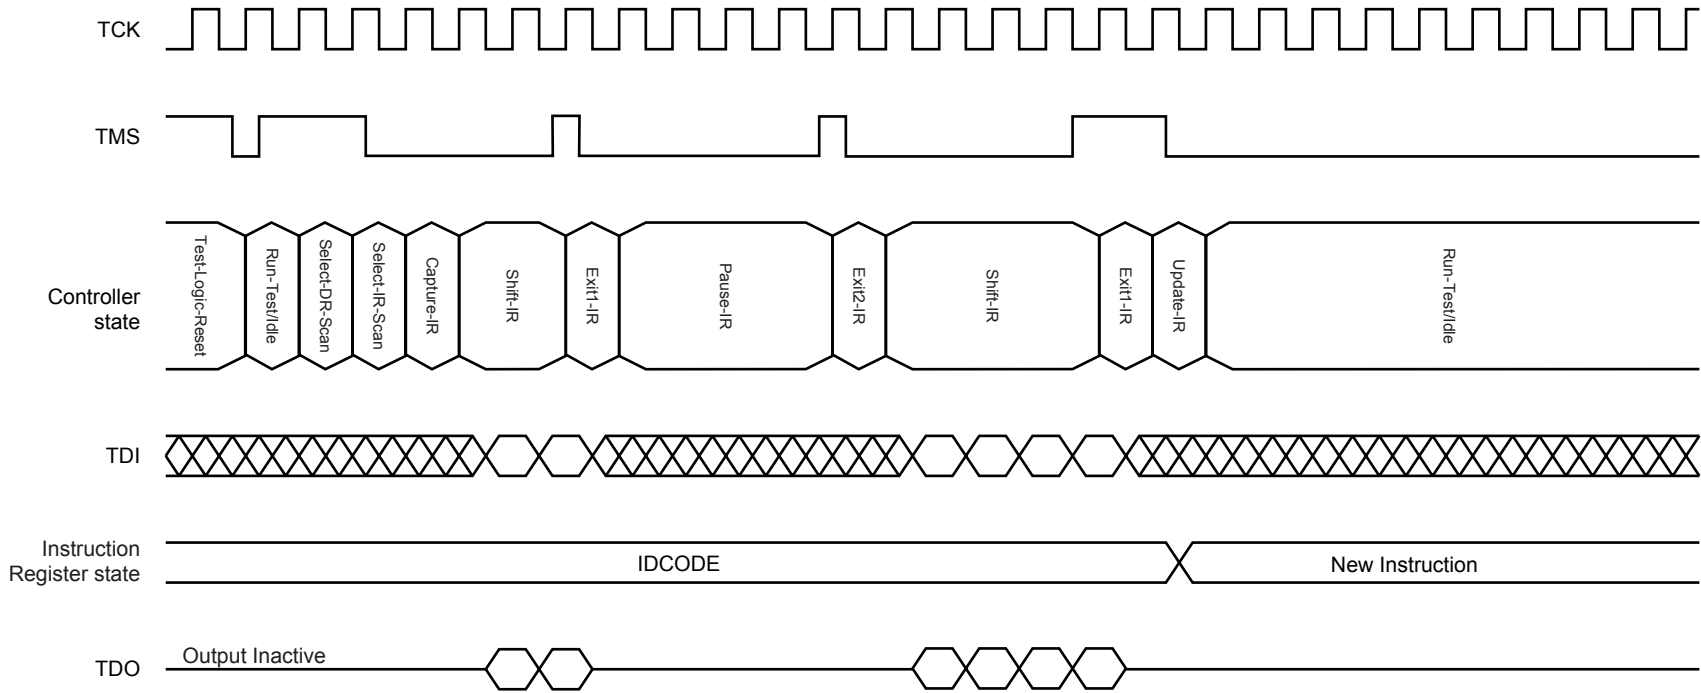 TCK
TMS
Controller
state
Test-Logic-Reset
Run-Test/Idle
Select-DR-Scan
Select-IR-Scan
Capture-IR
Shift-IR
Exit1-IR
Pause-IR
Exit2-IR
Shift-IR
Exit1-IR
Update-IR
Run-Test/Idle
TDI
Instruction
Register state
IDCODE
New Instruction
TDO
Output Inactive